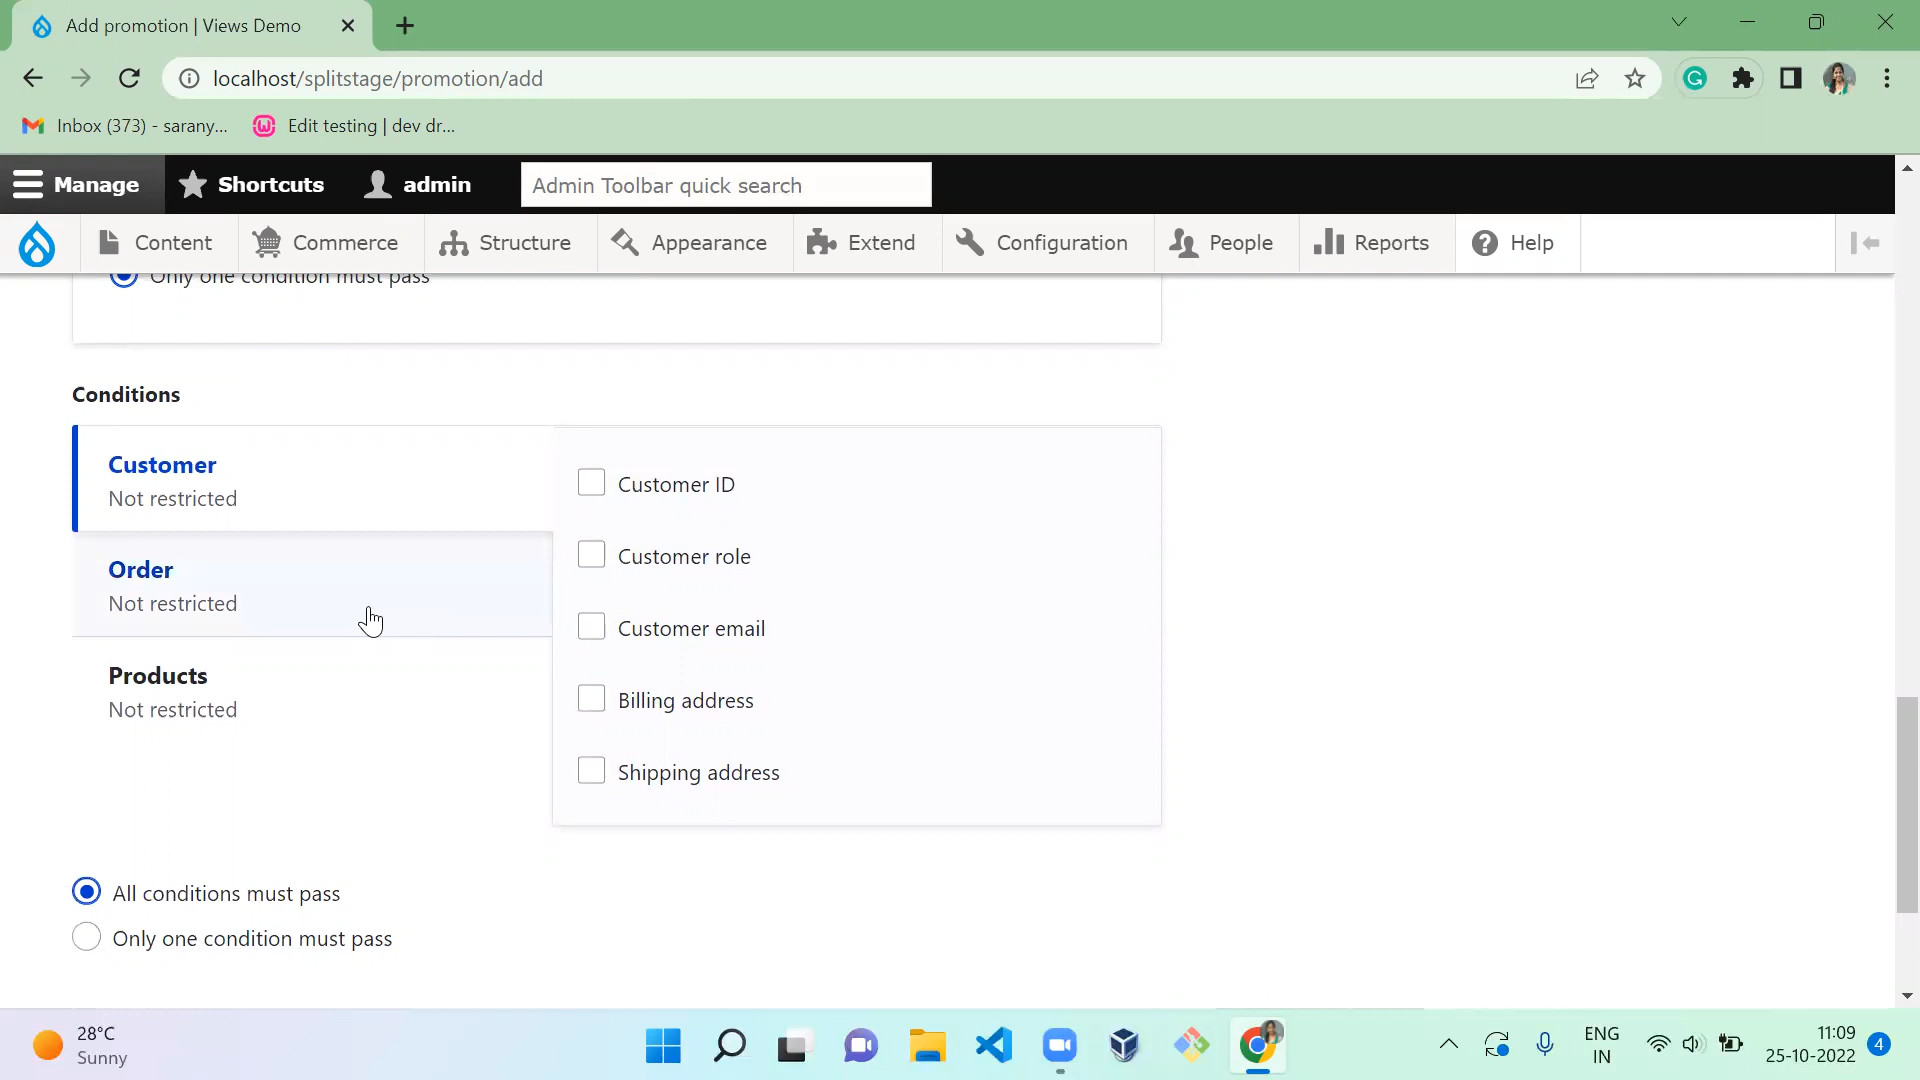 Add promotion | Views Demo
localhost/splitstage/promotion/add
Inbox (373) - sarany...
Edit testing | dev dr...
Manage
Shortcuts
admin
Admin Toolbar quick search
Content
Commerce
Structure
Appearance
Extend
Configuration
People
Reports
Help
Only one condition must pass
Conditions
Customer
Not restricted
Order
Not restricted
Products
Not restricted
Customer ID
Customer role
Customer email
Billing address
Shipping address
All conditions must pass
Only one condition must pass
28°C
Sunny
ENG
IN
11:09
25-10-2022
4